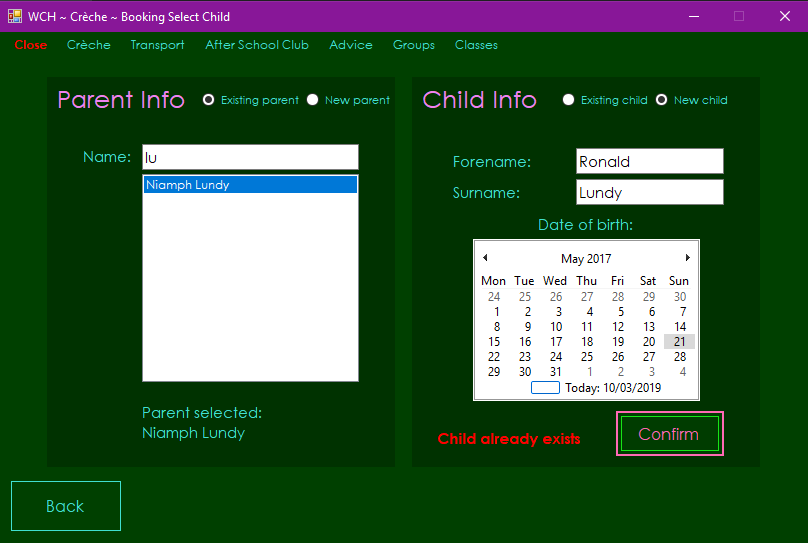 WCH ~ Crèche ~ Booking Select Child
Close Crèche Transport After School Club Advice Groups Classes
Parent Info Existing parent New parent
Name: lu
Niamph Lundy
Parent selected:
Niamph Lundy
Child Info Existing child New child
Forename: Ronald
Surname: Lundy
Date of birth:
May 2017
Mon Tue Wed Thu Fri Sat Sun
24 25 26 27 28 29 30
1 2 3 4 5 6 7
8 9 10 11 12 13 14
15 16 17 18 19 20 21
22 23 24 25 26 27 28
29 30 31 1 2 3 4
Today: 10/03/2019
Child already exists Confirm
Back